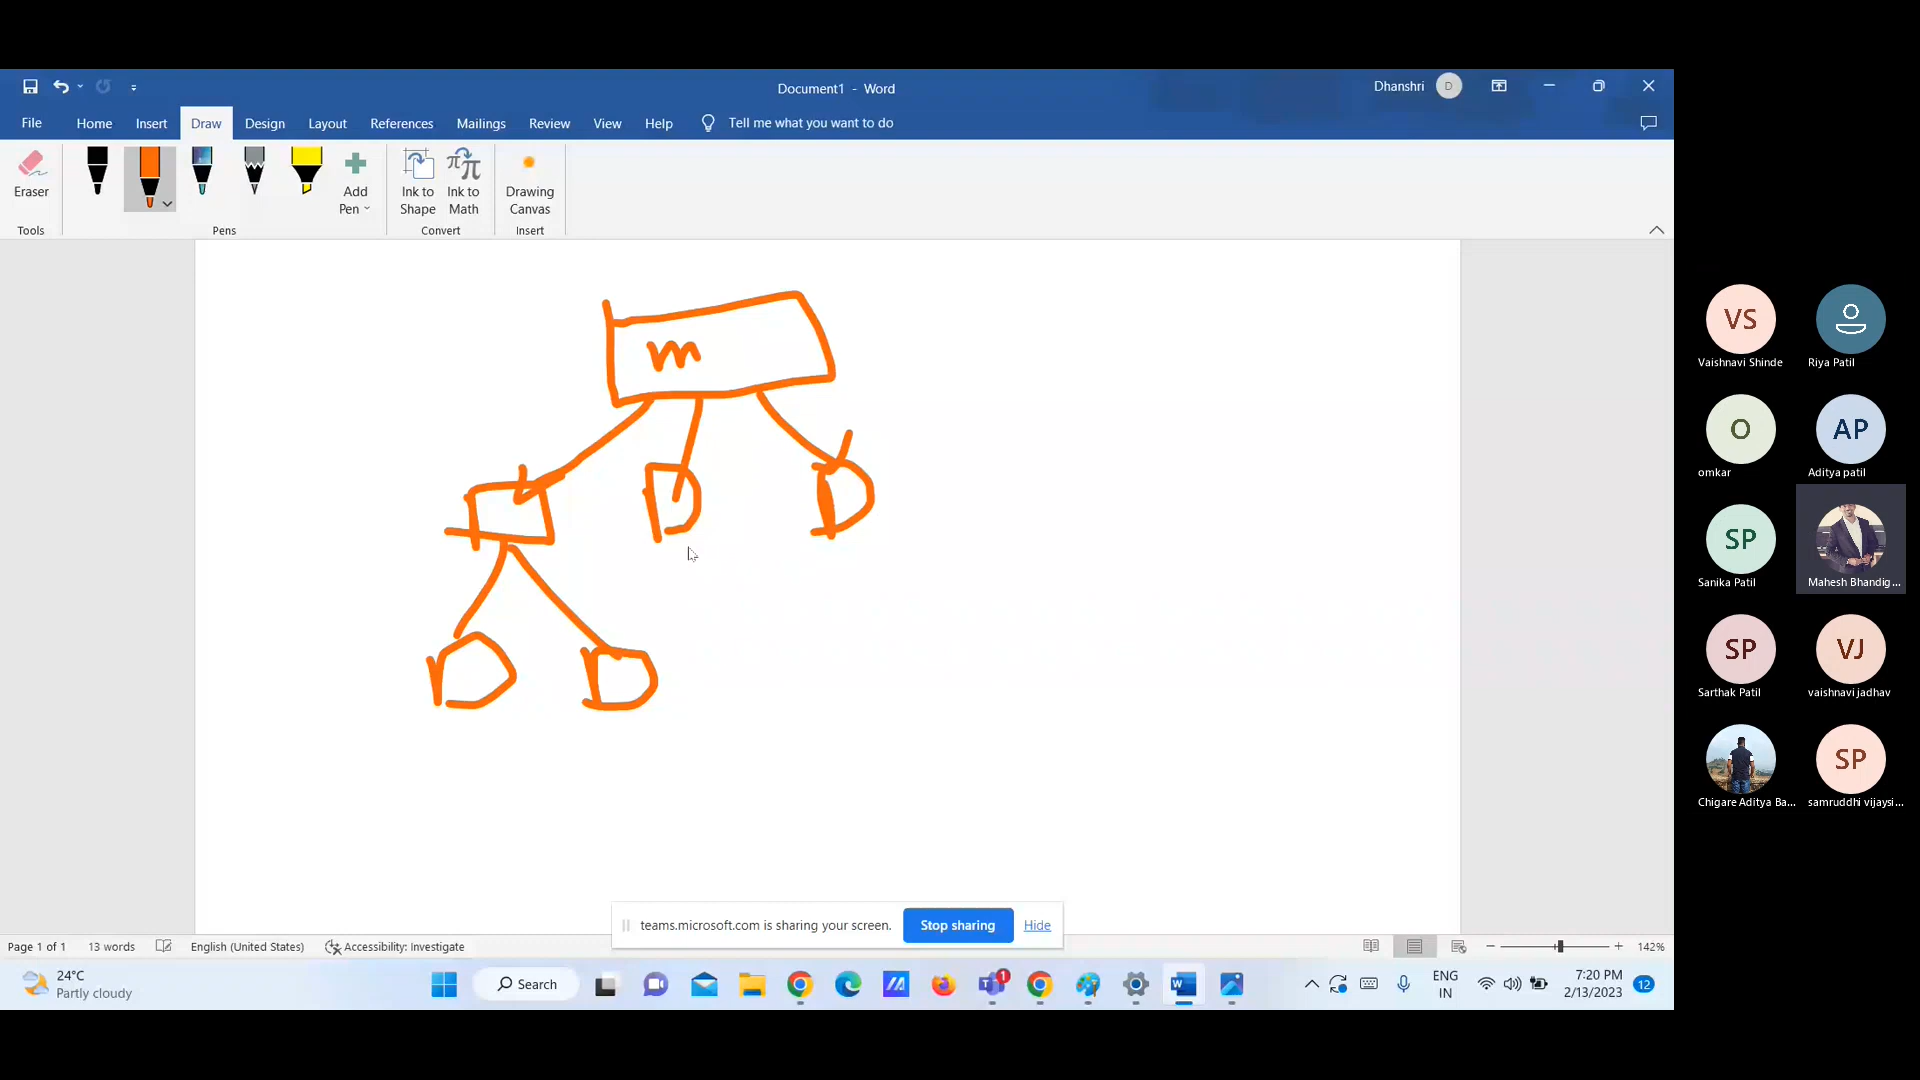 Document1 - Word
Dhanshri D
File Home Insert Draw Design Layout References Mailings Review View Help Tell me what you want to do
Eraser
Add Pen
Ink to Shape
Ink to Math
Drawing Canvas
Tools
Pens
Convert
Insert
m
VS
Vaishnavi Shinde
Riya Patil
O
omkar
AP
Aditya patil
SP
Sanika Patil
Mahesh Bhandig...
SP
Sarthak Patil
VJ
vaishnavi jadhav
Chigare Aditya Ba...
SP
samruddhi vijaysi...
teams.microsoft.com is sharing your screen. Stop sharing Hide
Page 1 of 1 13 words English (United States) Accessibility: Investigate 142%
24°C
Partly cloudy
Search
1
ENG
IN
7:20 PM
2/13/2023
12